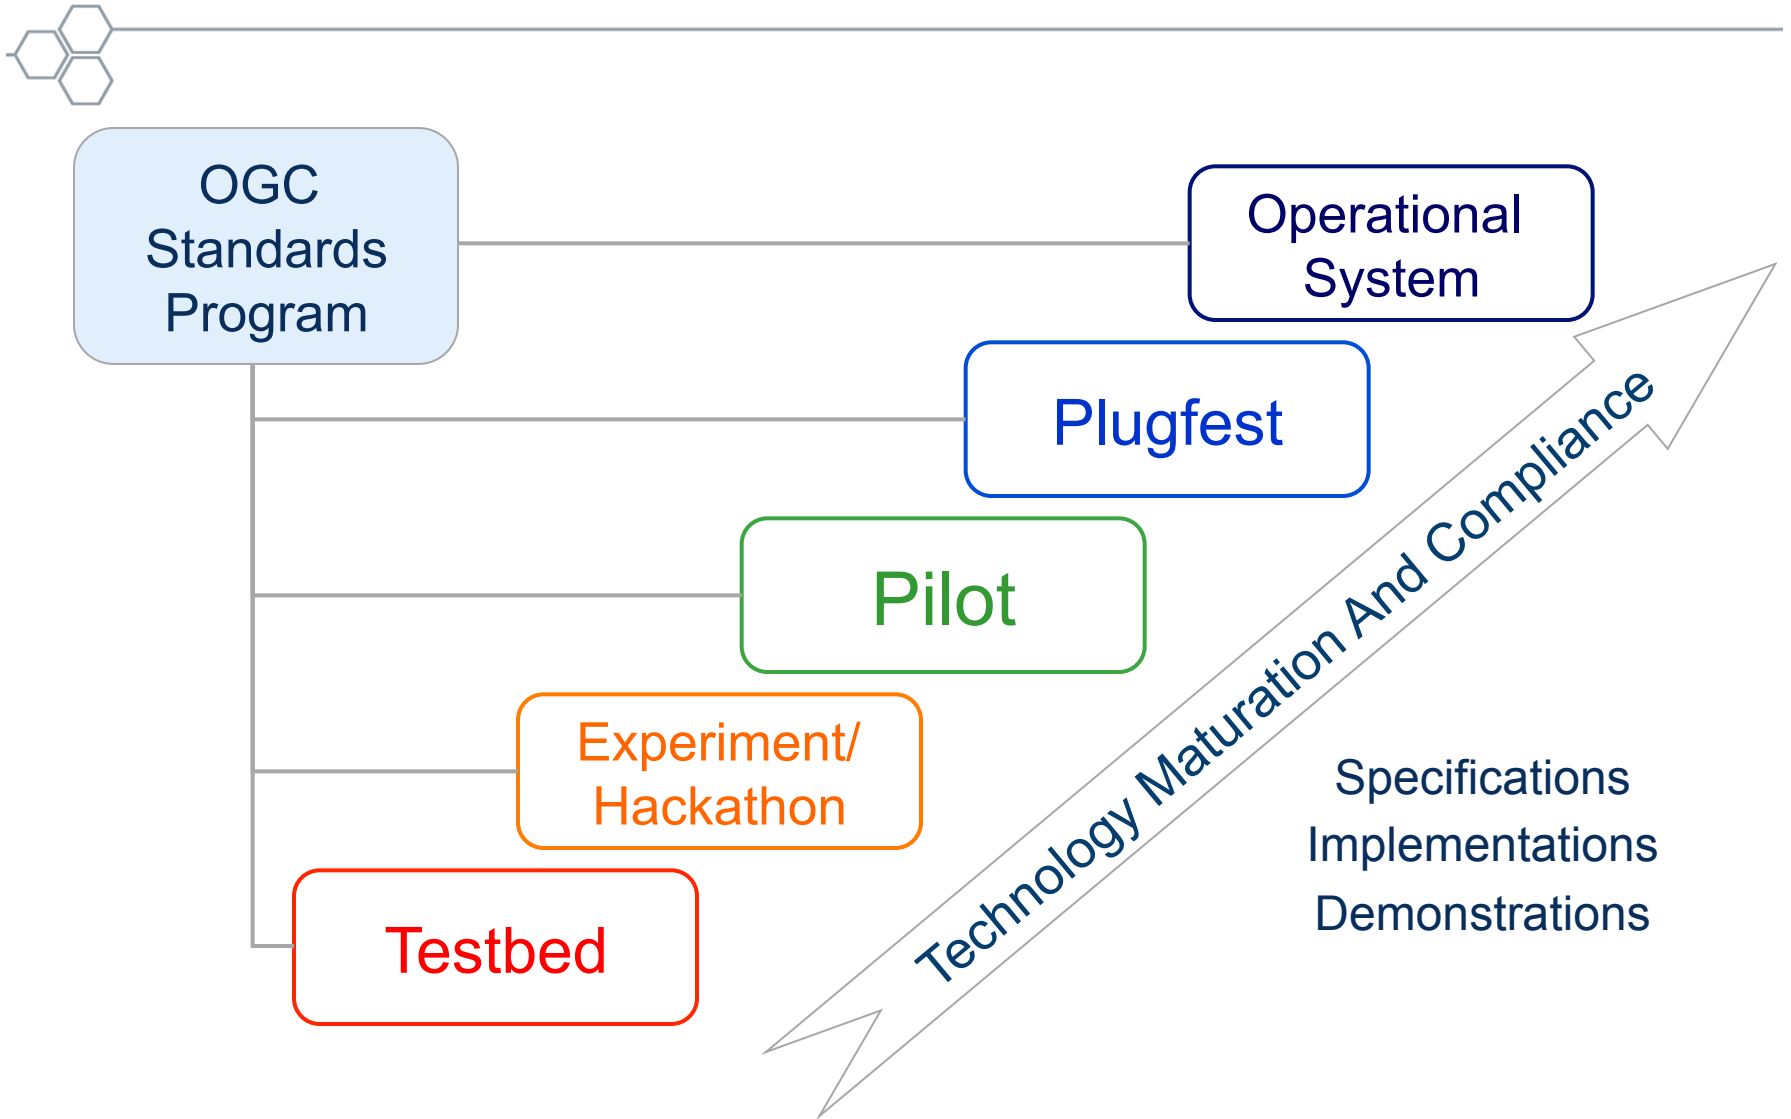 OGC
Standards
Program
Operational
System
Plugfest
Pilot
Experiment/
Hackathon
Testbed
Technology Maturation And Compliance
Specifications
Implementations
Demonstrations